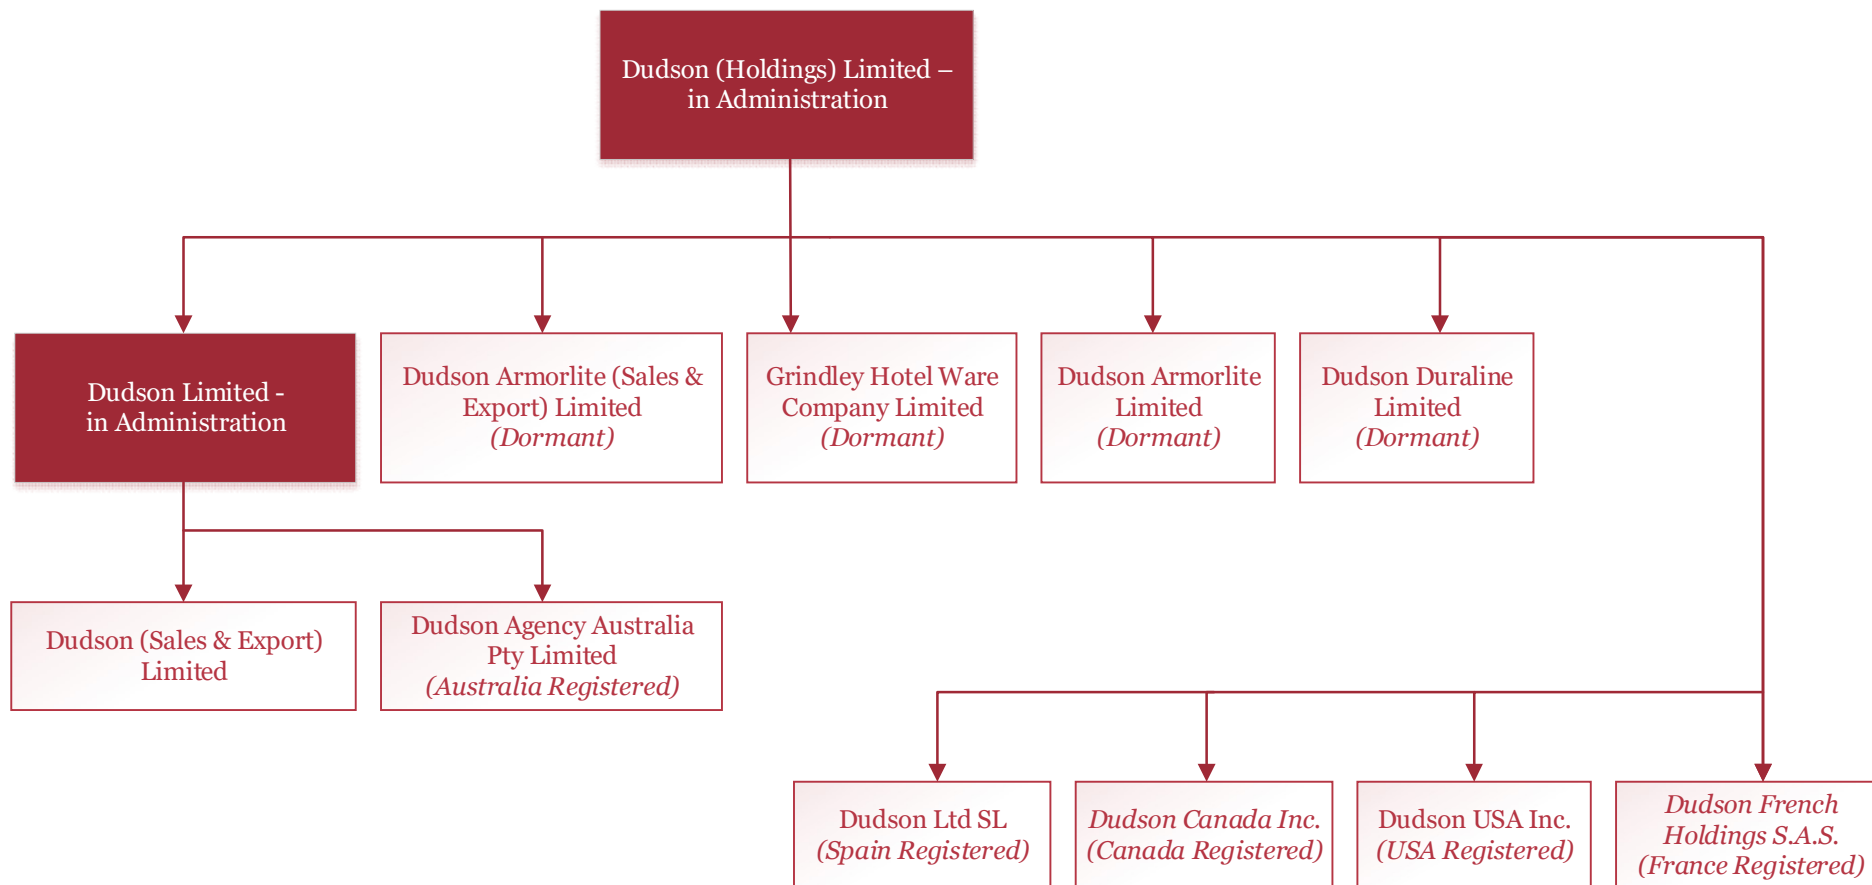 Dudson (Holdings) Limited –
in Administration
Dudson Limited -
in Administration
Dudson Armorlite (Sales &
Export) Limited
(Dormant)
Grindley Hotel Ware
Company Limited
(Dormant)
Dudson Armorlite
Limited
(Dormant)
Dudson Duraline
Limited
(Dormant)
Dudson (Sales & Export)
Limited
Dudson Agency Australia
Pty Limited
(Australia Registered)
Dudson Ltd SL
(Spain Registered)
Dudson Canada Inc.
(Canada Registered)
Dudson USA Inc.
(USA Registered)
Dudson French
Holdings S.A.S.
(France Registered)